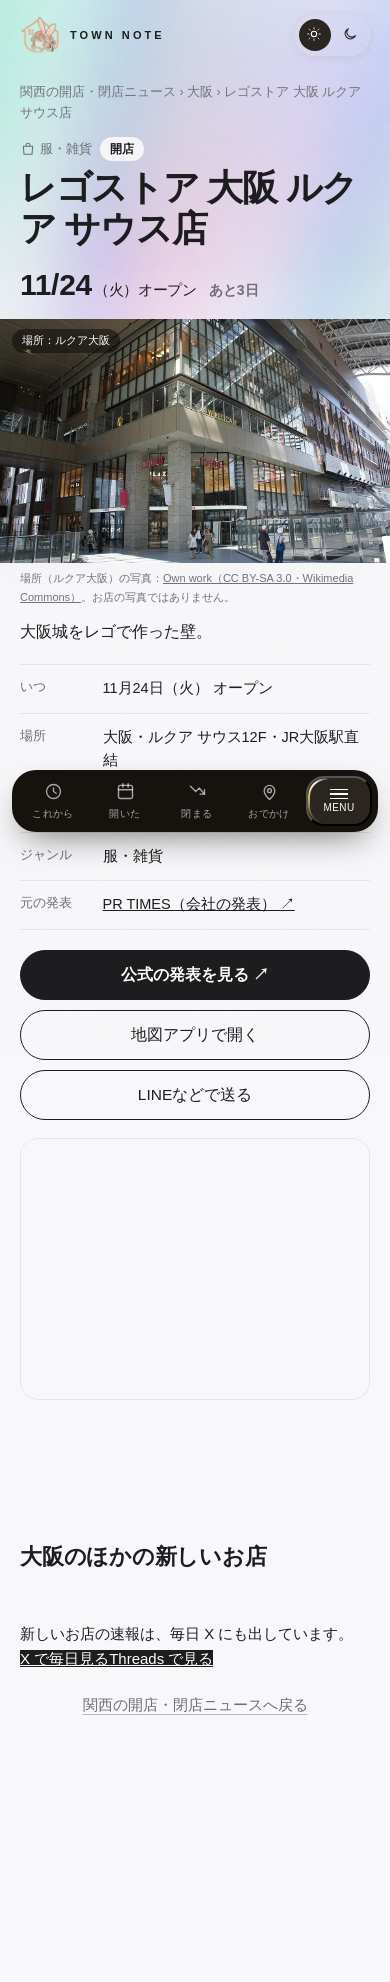 TOWN NOTE
関西の開店・閉店ニュース › 大阪 › レゴストア 大阪 ルクア
サウス店
服・雑貨 開店
レゴストア 大阪 ルク
ア サウス店
11/24（火）オープン あと3日
場所：ルクア大阪
場所（ルクア大阪）の写真：Own work（CC BY-SA 3.0・Wikimedia
Commons）。お店の写真ではありません。
大阪城をレゴで作った壁。
いつ 11月24日（火） オープン
場所 大阪・ルクア サウス12F・JR大阪駅直
結
これから 開いた 閉まる おでかけ MENU
ジャンル 服・雑貨
元の発表 PR TIMES（会社の発表） ↗
公式の発表を見る ↗
地図アプリで開く
LINEなどで送る
大阪のほかの新しいお店
新しいお店の速報は、毎日 X にも出しています。
X で毎日見るThreads で見る
関西の開店・閉店ニュースへ戻る